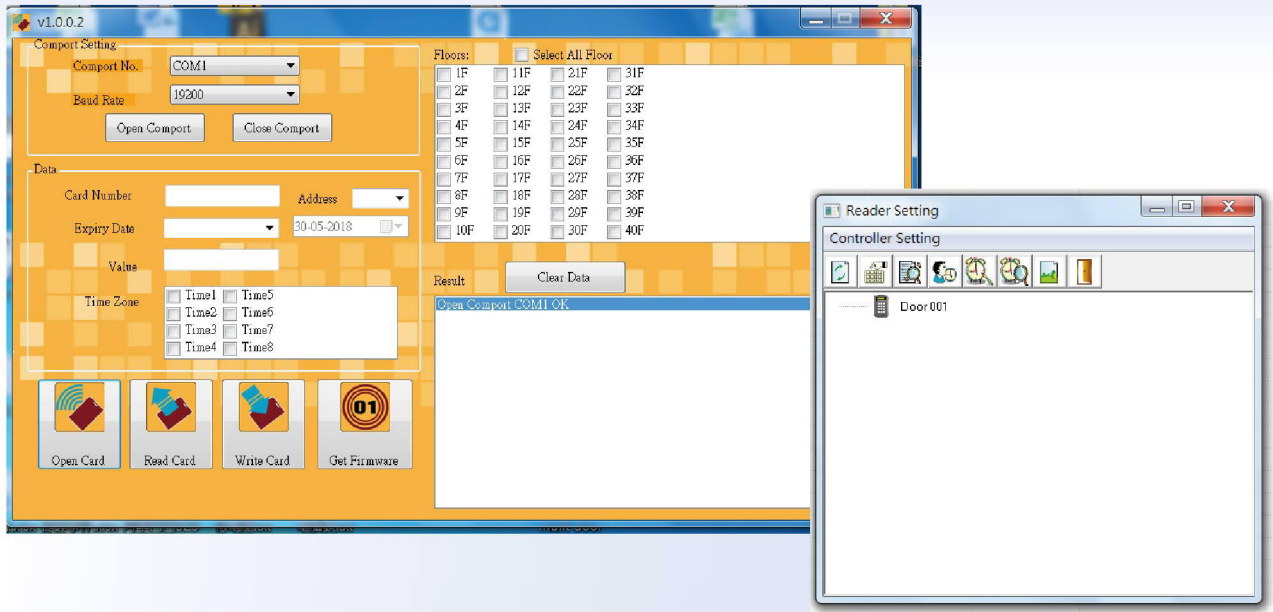 v1.0.0.2
Comport Setting
Comport No. COM1
Baud Rate 19200
Open Comport Close Comport
Data
Card Number Address
Expiry Date 30-05-2018
Value
Time Zone
Time1 Time5
Time2 Time6
Time3 Time7
Time4 Time8
Open Card Read Card Write Card 01 Get Firmware
Floors: Select All Floor
1F 11F 21F 31F
2F 12F 22F 32F
3F 13F 23F 33F
4F 14F 24F 34F
5F 15F 25F 35F
6F 16F 26F 36F
7F 17F 27F 37F
8F 18F 28F 38F
9F 19F 29F 39F
10F 20F 30F 40F
Result Clear Data
Open Comport COM1 OK
Reader Setting
Controller Setting
Door 001